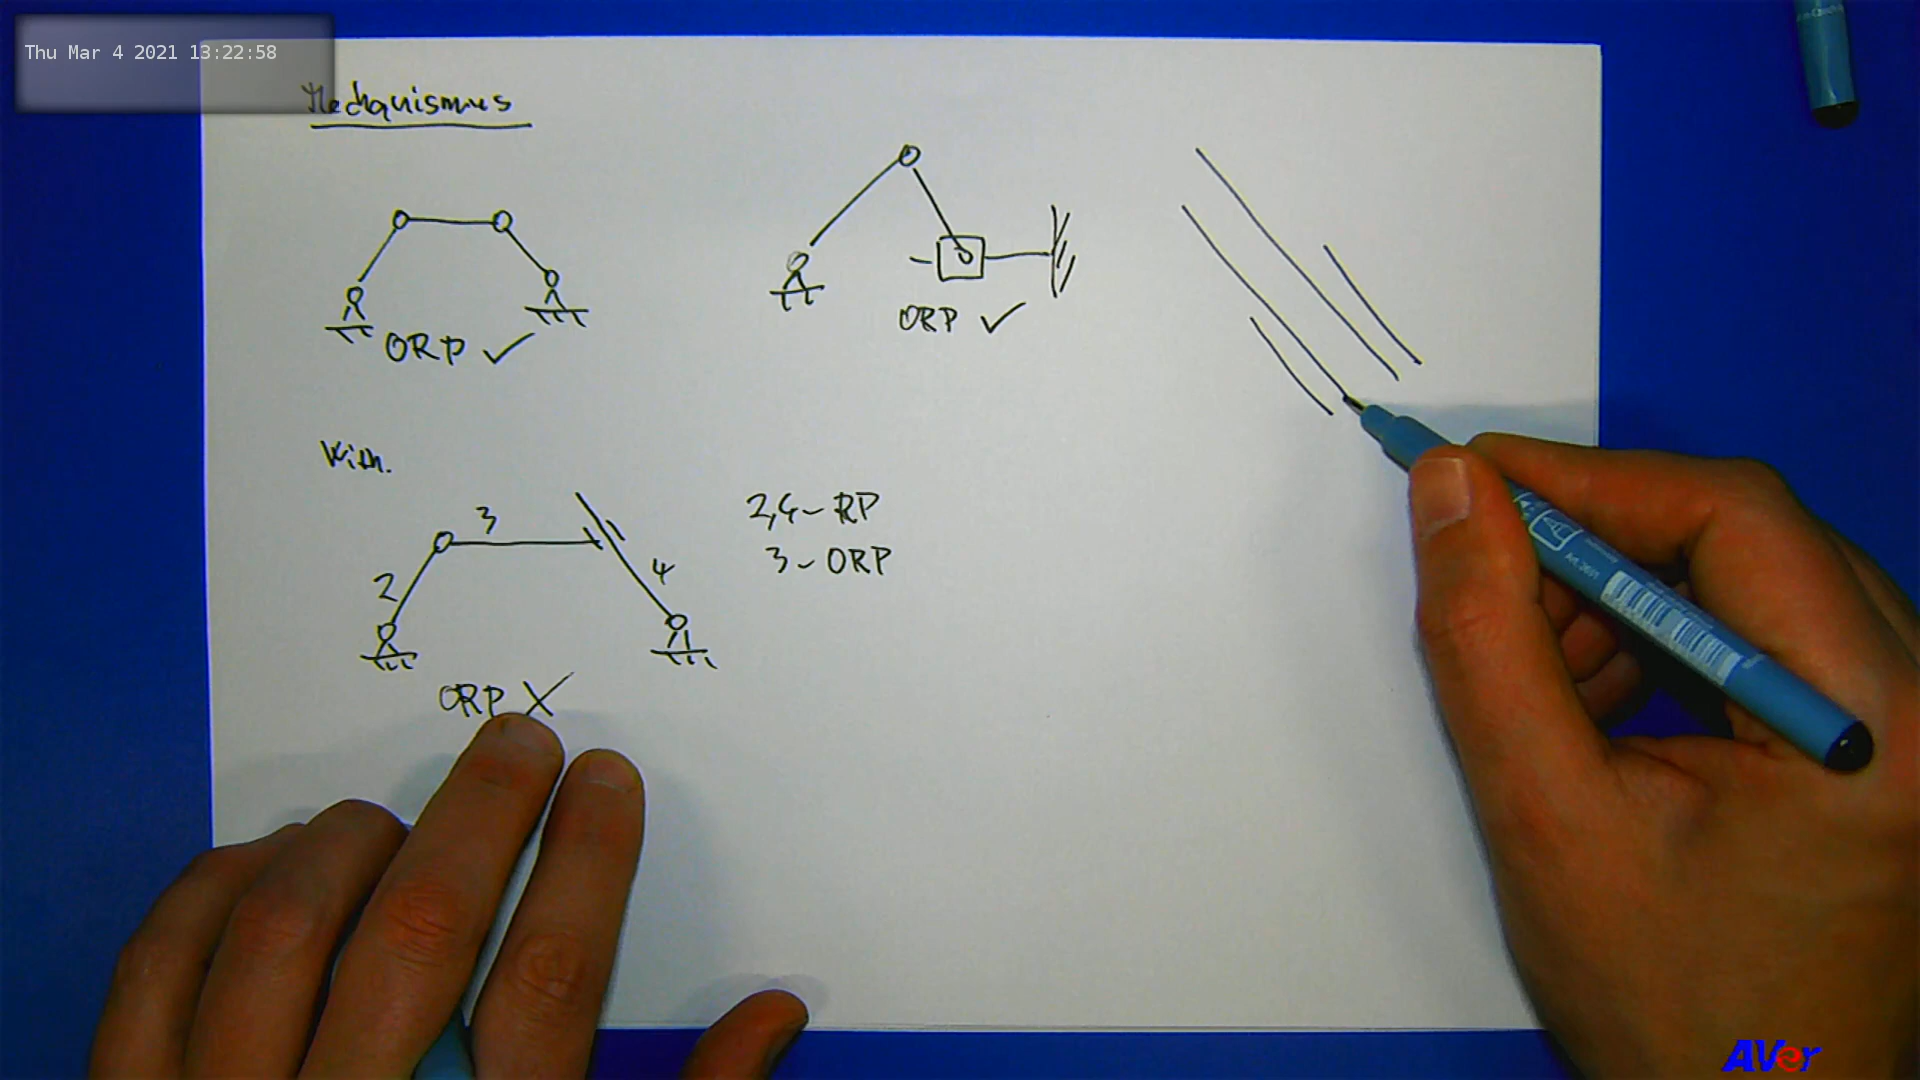 Thu Mar 4 2021 13:22:58
Mechanismus
ORP ✓
ORP ✓
With.
3
2
4
ORP X
2,4 - RP
3 - ORP
AVer